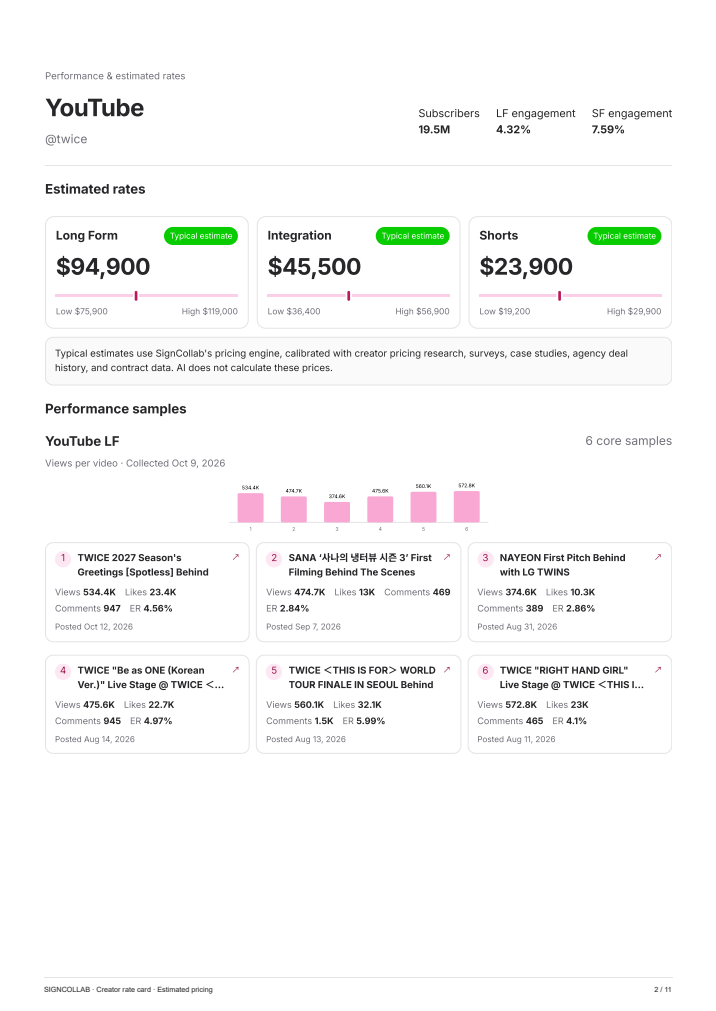 Performance & estimated rates
YouTube
@twice
Subscribers LF engagement SF engagement
19.5M 4.32% 7.59%
Estimated rates
Long Form Typical estimate
$94,900
Low $75,900 High $119,000
Integration Typical estimate
$45,500
Low $36,400 High $56,900
Shorts Typical estimate
$23,900
Low $19,200 High $29,900
Typical estimates use SignCollab's pricing engine, calibrated with creator pricing research, surveys, case studies, agency deal
history, and contract data. AI does not calculate these prices.
Performance samples
YouTube LF 6 core samples
Views per video · Collected Oct 9, 2026
534.4K 474.7K 374.6K 475.6K 560.1K 572.8K
1 2 3 4 5 6
1 TWICE 2027 Season's ↗
Greetings [Spotless] Behind
Views 534.4K Likes 23.4K
Comments 947 ER 4.56%
Posted Oct 12, 2026
2 SANA ‘사나의 냉터뷰 시즌 3’ First ↗
Filming Behind The Scenes
Views 474.7K Likes 13K Comments 469
ER 2.84%
Posted Sep 7, 2026
3 NAYEON First Pitch Behind ↗
with LG TWINS
Views 374.6K Likes 10.3K
Comments 389 ER 2.86%
Posted Aug 31, 2026
4 TWICE "Be as ONE (Korean ↗
Ver.)" Live Stage @ TWICE ＜...
Views 475.6K Likes 22.7K
Comments 945 ER 4.97%
Posted Aug 14, 2026
5 TWICE ＜THIS IS FOR＞ WORLD ↗
TOUR FINALE IN SEOUL Behind
Views 560.1K Likes 32.1K
Comments 1.5K ER 5.99%
Posted Aug 13, 2026
6 TWICE "RIGHT HAND GIRL" ↗
Live Stage @ TWICE ＜THIS I...
Views 572.8K Likes 23K
Comments 465 ER 4.1%
Posted Aug 11, 2026
SIGNCOLLAB · Creator rate card · Estimated pricing 2 / 11